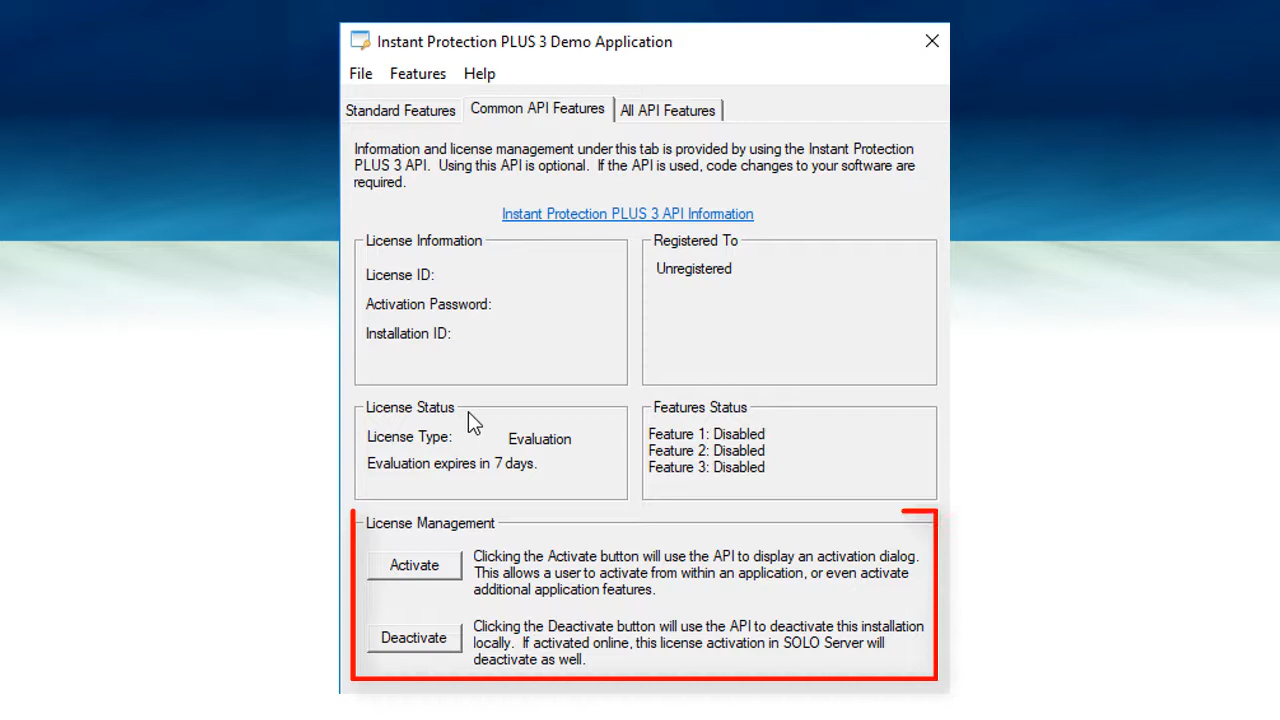 Instant Protection PLUS 3 Demo Application
File Features Help
Standard Features Common API Features All API Features
Information and license management under this tab is provided by using the Instant Protection
PLUS 3 API. Using this API is optional. If the API is used, code changes to your software are
required.
Instant Protection PLUS 3 API Information
License Information
License ID:
Activation Password:
Installation ID:
Registered To
Unregistered
License Status
License Type: Evaluation
Evaluation expires in 7 days.
Features Status
Feature 1: Disabled
Feature 2: Disabled
Feature 3: Disabled
License Management
Activate
Clicking the Activate button will use the API to display an activation dialog.
This allows a user to activate from within an application, or even activate
additional application features.
Deactivate
Clicking the Deactivate button will use the API to deactivate this installation
locally. If activated online, this license activation in SOLO Server will
deactivate as well.